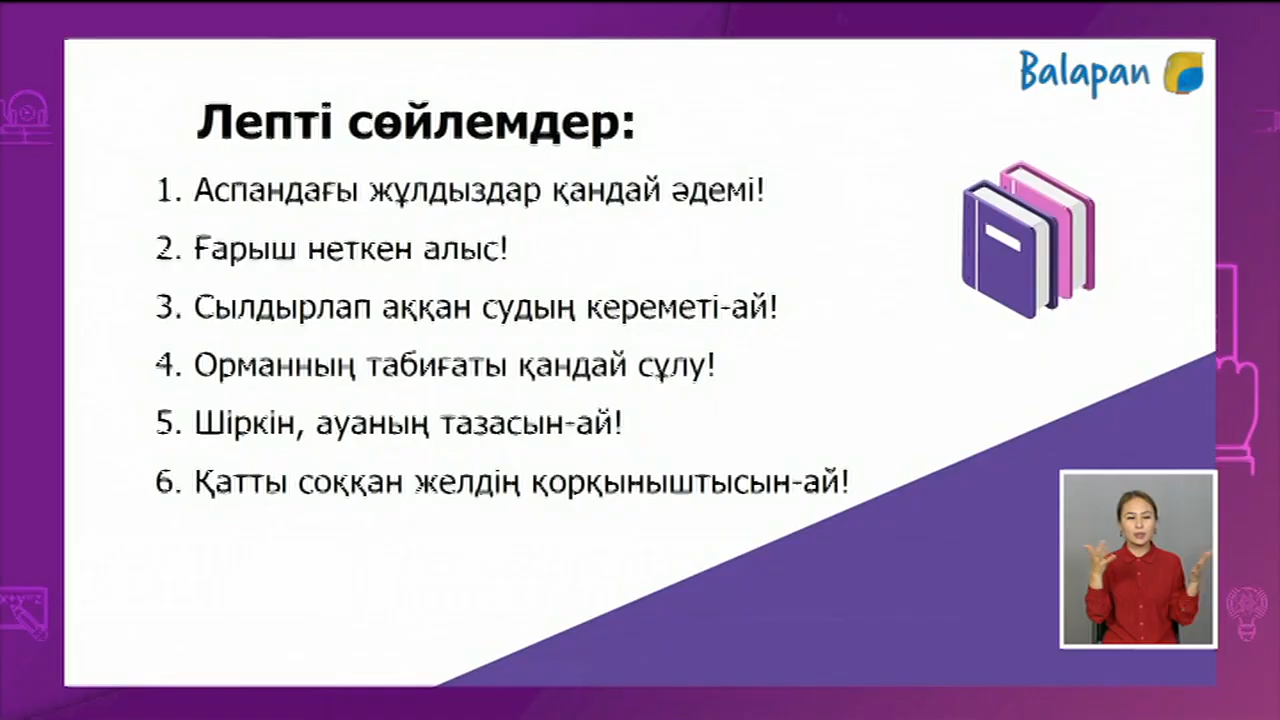 Balapan
Лепті сөйлемдер:
1. Аспандағы жұлдыздар қандай әдемі!
2. Ғарыш неткен алыс!
3. Сылдырлап аққан судың кереметі-ай!
4. Орманның табиғаты қандай сұлу!
5. Шіркін, ауаның тазасын-ай!
6. Қатты соққан желдің қорқыныштысын-ай!